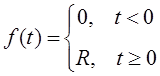 f(t) = { 0, t < 0
R, t ≥ 0